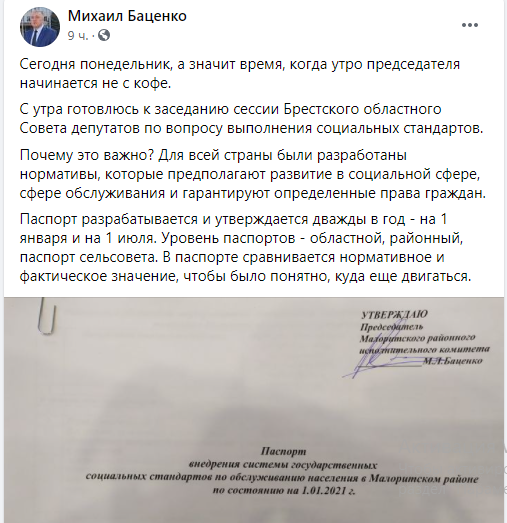 Михаил Баценко
9 ч. ·
Сегодня понедельник, а значит время, когда утро председателя
начинается не с кофе.
С утра готовлюсь к заседанию сессии Брестского областного
Совета депутатов по вопросу выполнения социальных стандартов.
Почему это важно? Для всей страны были разработаны
нормативы, которые предполагают развитие в социальной сфере,
сфере обслуживания и гарантируют определенные права граждан.
Паспорт разрабатывается и утверждается дважды в год - на 1
января и на 1 июля. Уровень паспортов - областной, районный,
паспорт сельсовета. В паспорте сравнивается нормативное и
фактическое значение, чтобы было понятно, куда еще двигаться.
УТВЕРЖДАЮ
Председатель
Малоритского районного
исполнительного комитета
М.Л.Баценко
Паспорт
внедрения системы государственных
социальных стандартов по обслуживанию населения в Малоритском районе
по состоянию на 1.01.2021 г.